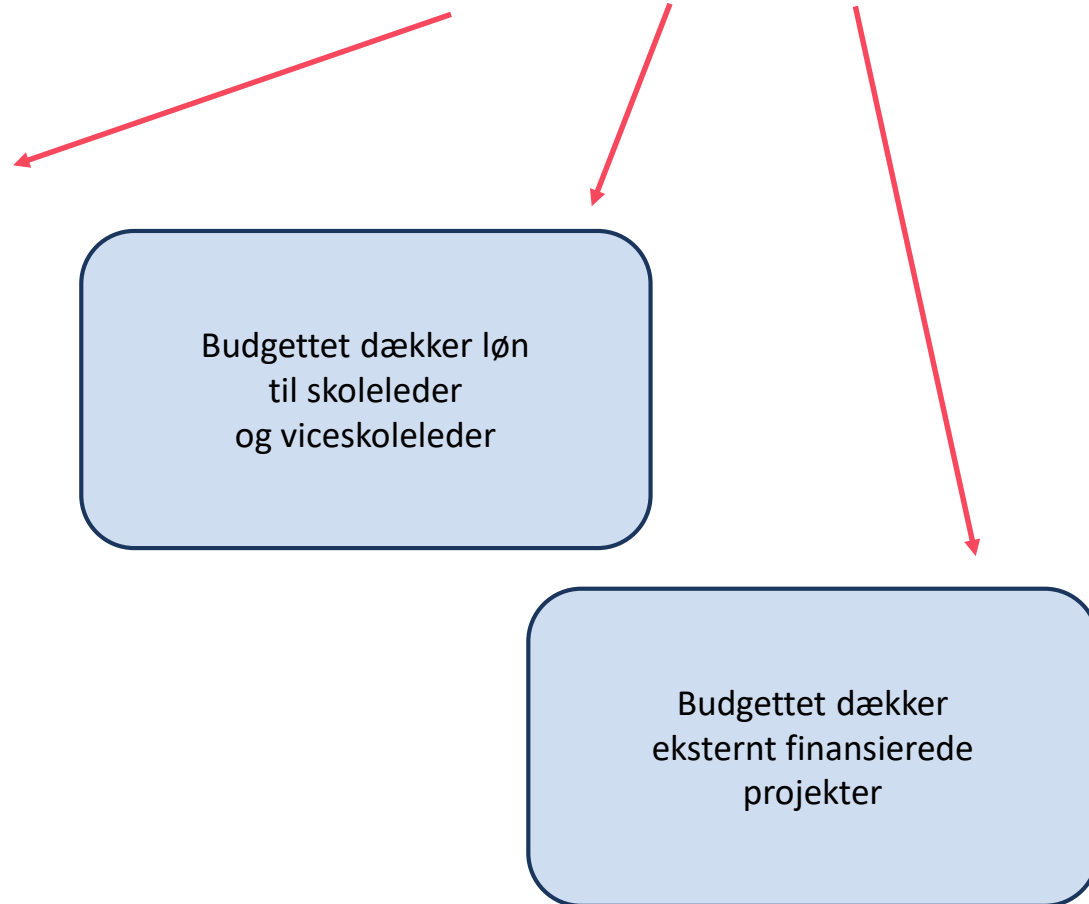 Budgettet dækker løn
til skoleleder
og viceskoleleder
Budgettet dækker
eksternt finansierede
projekter